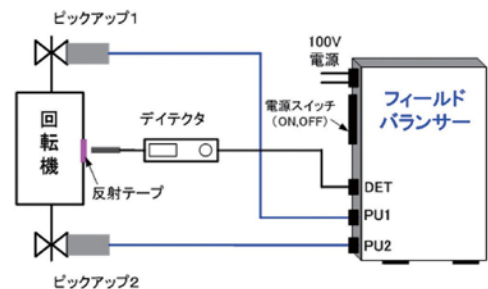 ピックアップ1
100V
電源
フィールド
バランサー
電源スイッチ
(ON,OFF)
デイテクタ
回転機
反射テープ
DET
PU1
PU2
ピックアップ2